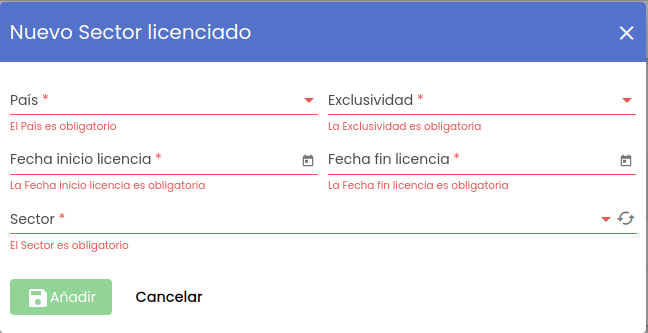 Nuevo Sector licenciado
País * Exclusividad *
El País es obligatorio La Exclusividad es obligatoria
Fecha inicio licencia * Fecha fin licencia *
La Fecha inicio licencia es obligatoria La Fecha fin licencia es obligatoria
Sector *
El Sector es obligatorio
Añadir Cancelar